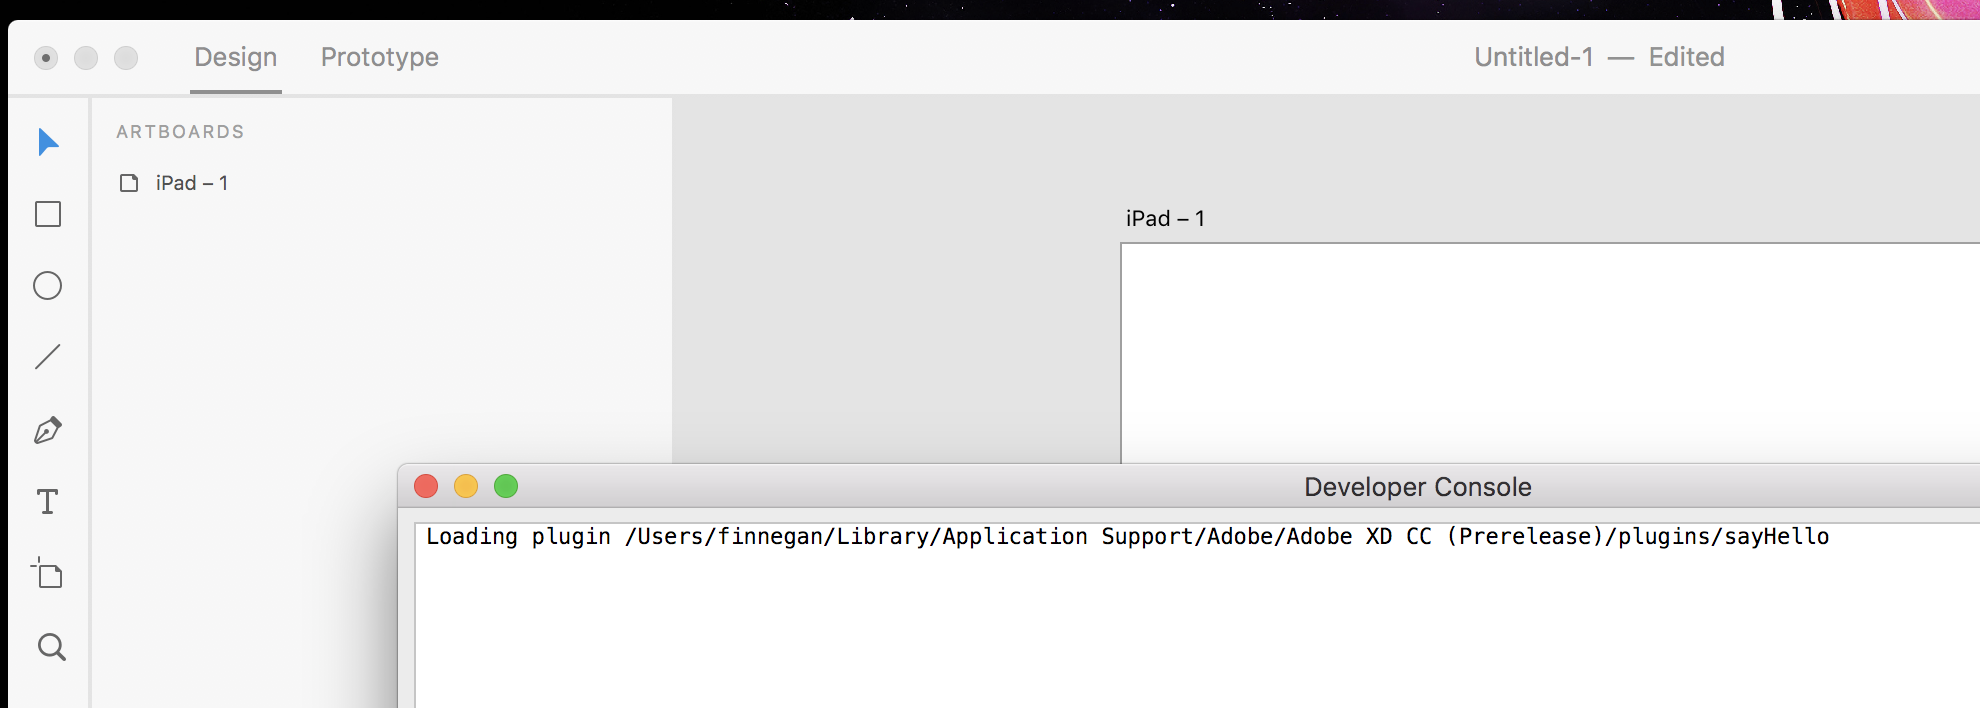 Design Prototype Untitled-1 — Edited
ARTBOARDS
iPad – 1
iPad – 1
Developer Console
Loading plugin /Users/finnegan/Library/Application Support/Adobe/Adobe XD CC (Prerelease)/plugins/sayHello